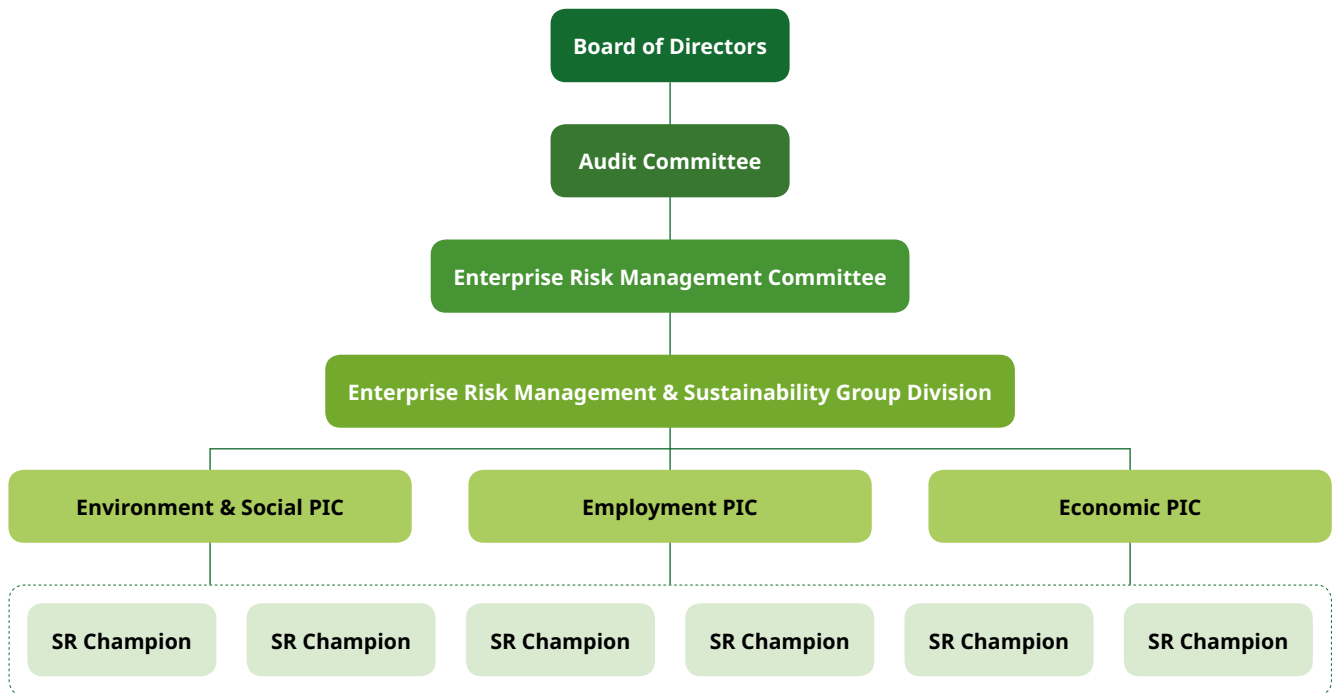 Board of Directors
Audit Committee
Enterprise Risk Management Committee
Enterprise Risk Management & Sustainability Group Division
Environment & Social PIC
Employment PIC
Economic PIC
SR Champion
SR Champion
SR Champion
SR Champion
SR Champion
SR Champion